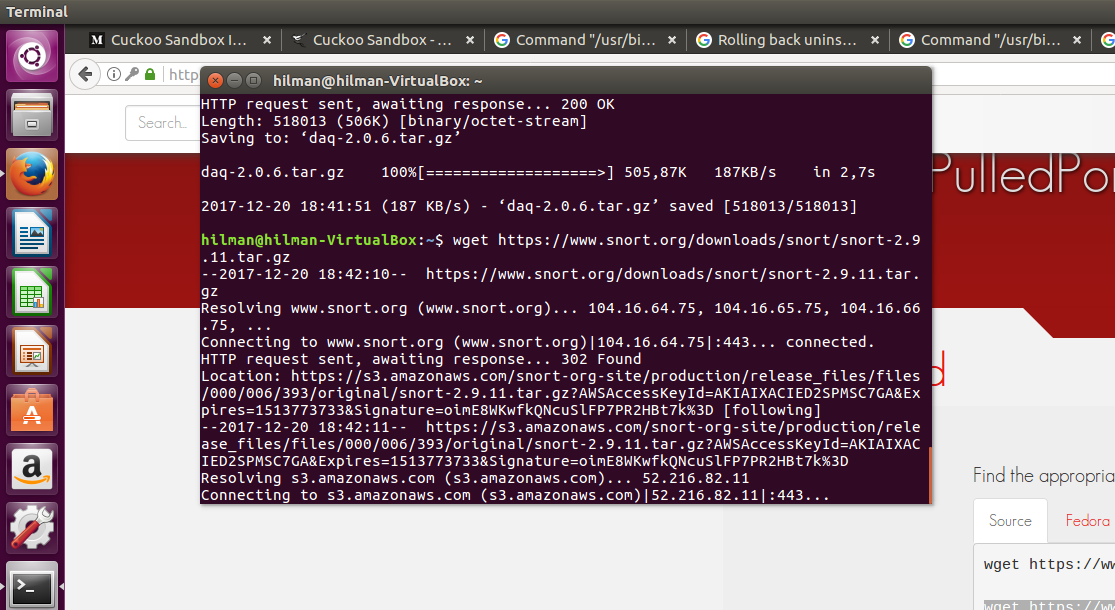 Terminal
Cuckoo Sandbox I...
Cuckoo Sandbox - ...
Command "/usr/bi...
Rolling back unins...
Command "/usr/bi...
http
hilman@hilman-VirtualBox: ~
Search...
HTTP request sent, awaiting response... 200 OK
Length: 518013 (506K) [binary/octet-stream]
Saving to: ‘daq-2.0.6.tar.gz’
daq-2.0.6.tar.gz    100%[===================>] 505,87K   187KB/s    in 2,7s
2017-12-20 18:41:51 (187 KB/s) - ‘daq-2.0.6.tar.gz’ saved [518013/518013]
hilman@hilman-VirtualBox:~$ wget https://www.snort.org/downloads/snort/snort-2.9
.11.tar.gz
--2017-12-20 18:42:10--  https://www.snort.org/downloads/snort/snort-2.9.11.tar.
gz
Resolving www.snort.org (www.snort.org)... 104.16.64.75, 104.16.65.75, 104.16.66
.75, ...
Connecting to www.snort.org (www.snort.org)|104.16.64.75|:443... connected.
HTTP request sent, awaiting response... 302 Found
Location: https://s3.amazonaws.com/snort-org-site/production/release_files/files
/000/006/393/original/snort-2.9.11.tar.gz?AWSAccessKeyId=AKIAIXACIED2SPMSC7GA&Ex
pires=1513773733&Signature=oimE8WKwfkQNcuSlFP7PR2HBt7k%3D [following]
--2017-12-20 18:42:11--  https://s3.amazonaws.com/snort-org-site/production/rele
ase_files/files/000/006/393/original/snort-2.9.11.tar.gz?AWSAccessKeyId=AKIAIXAC
IED2SPMSC7GA&Expires=1513773733&Signature=oimE8WKwfkQNcuSlFP7PR2HBt7k%3D
Resolving s3.amazonaws.com (s3.amazonaws.com)... 52.216.82.11
Connecting to s3.amazonaws.com (s3.amazonaws.com)|52.216.82.11|:443...
PulledPor
d
Find the appropria
Source
Fedora
wget https://ww
wget https://ww